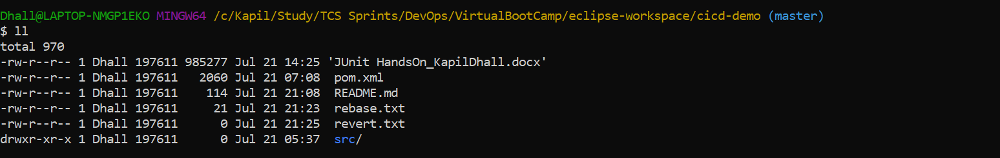 Dhall@LAPTOP-NMGP1EKO MINGW64 /c/Kapil/Study/TCS Sprints/DevOps/VirtualBootCamp/eclipse-workspace/cicd-demo (master)
$ ll
total 970
-rw-r--r-- 1 Dhall 197611 985277 Jul 21 14:25 'JUnit HandsOn_KapilDhall.docx'
-rw-r--r-- 1 Dhall 197611   2060 Jul 21 07:08  pom.xml
-rw-r--r-- 1 Dhall 197611    114 Jul 21 21:08  README.md
-rw-r--r-- 1 Dhall 197611     21 Jul 21 21:23  rebase.txt
-rw-r--r-- 1 Dhall 197611      0 Jul 21 21:25  revert.txt
drwxr-xr-x 1 Dhall 197611      0 Jul 21 05:37  src/